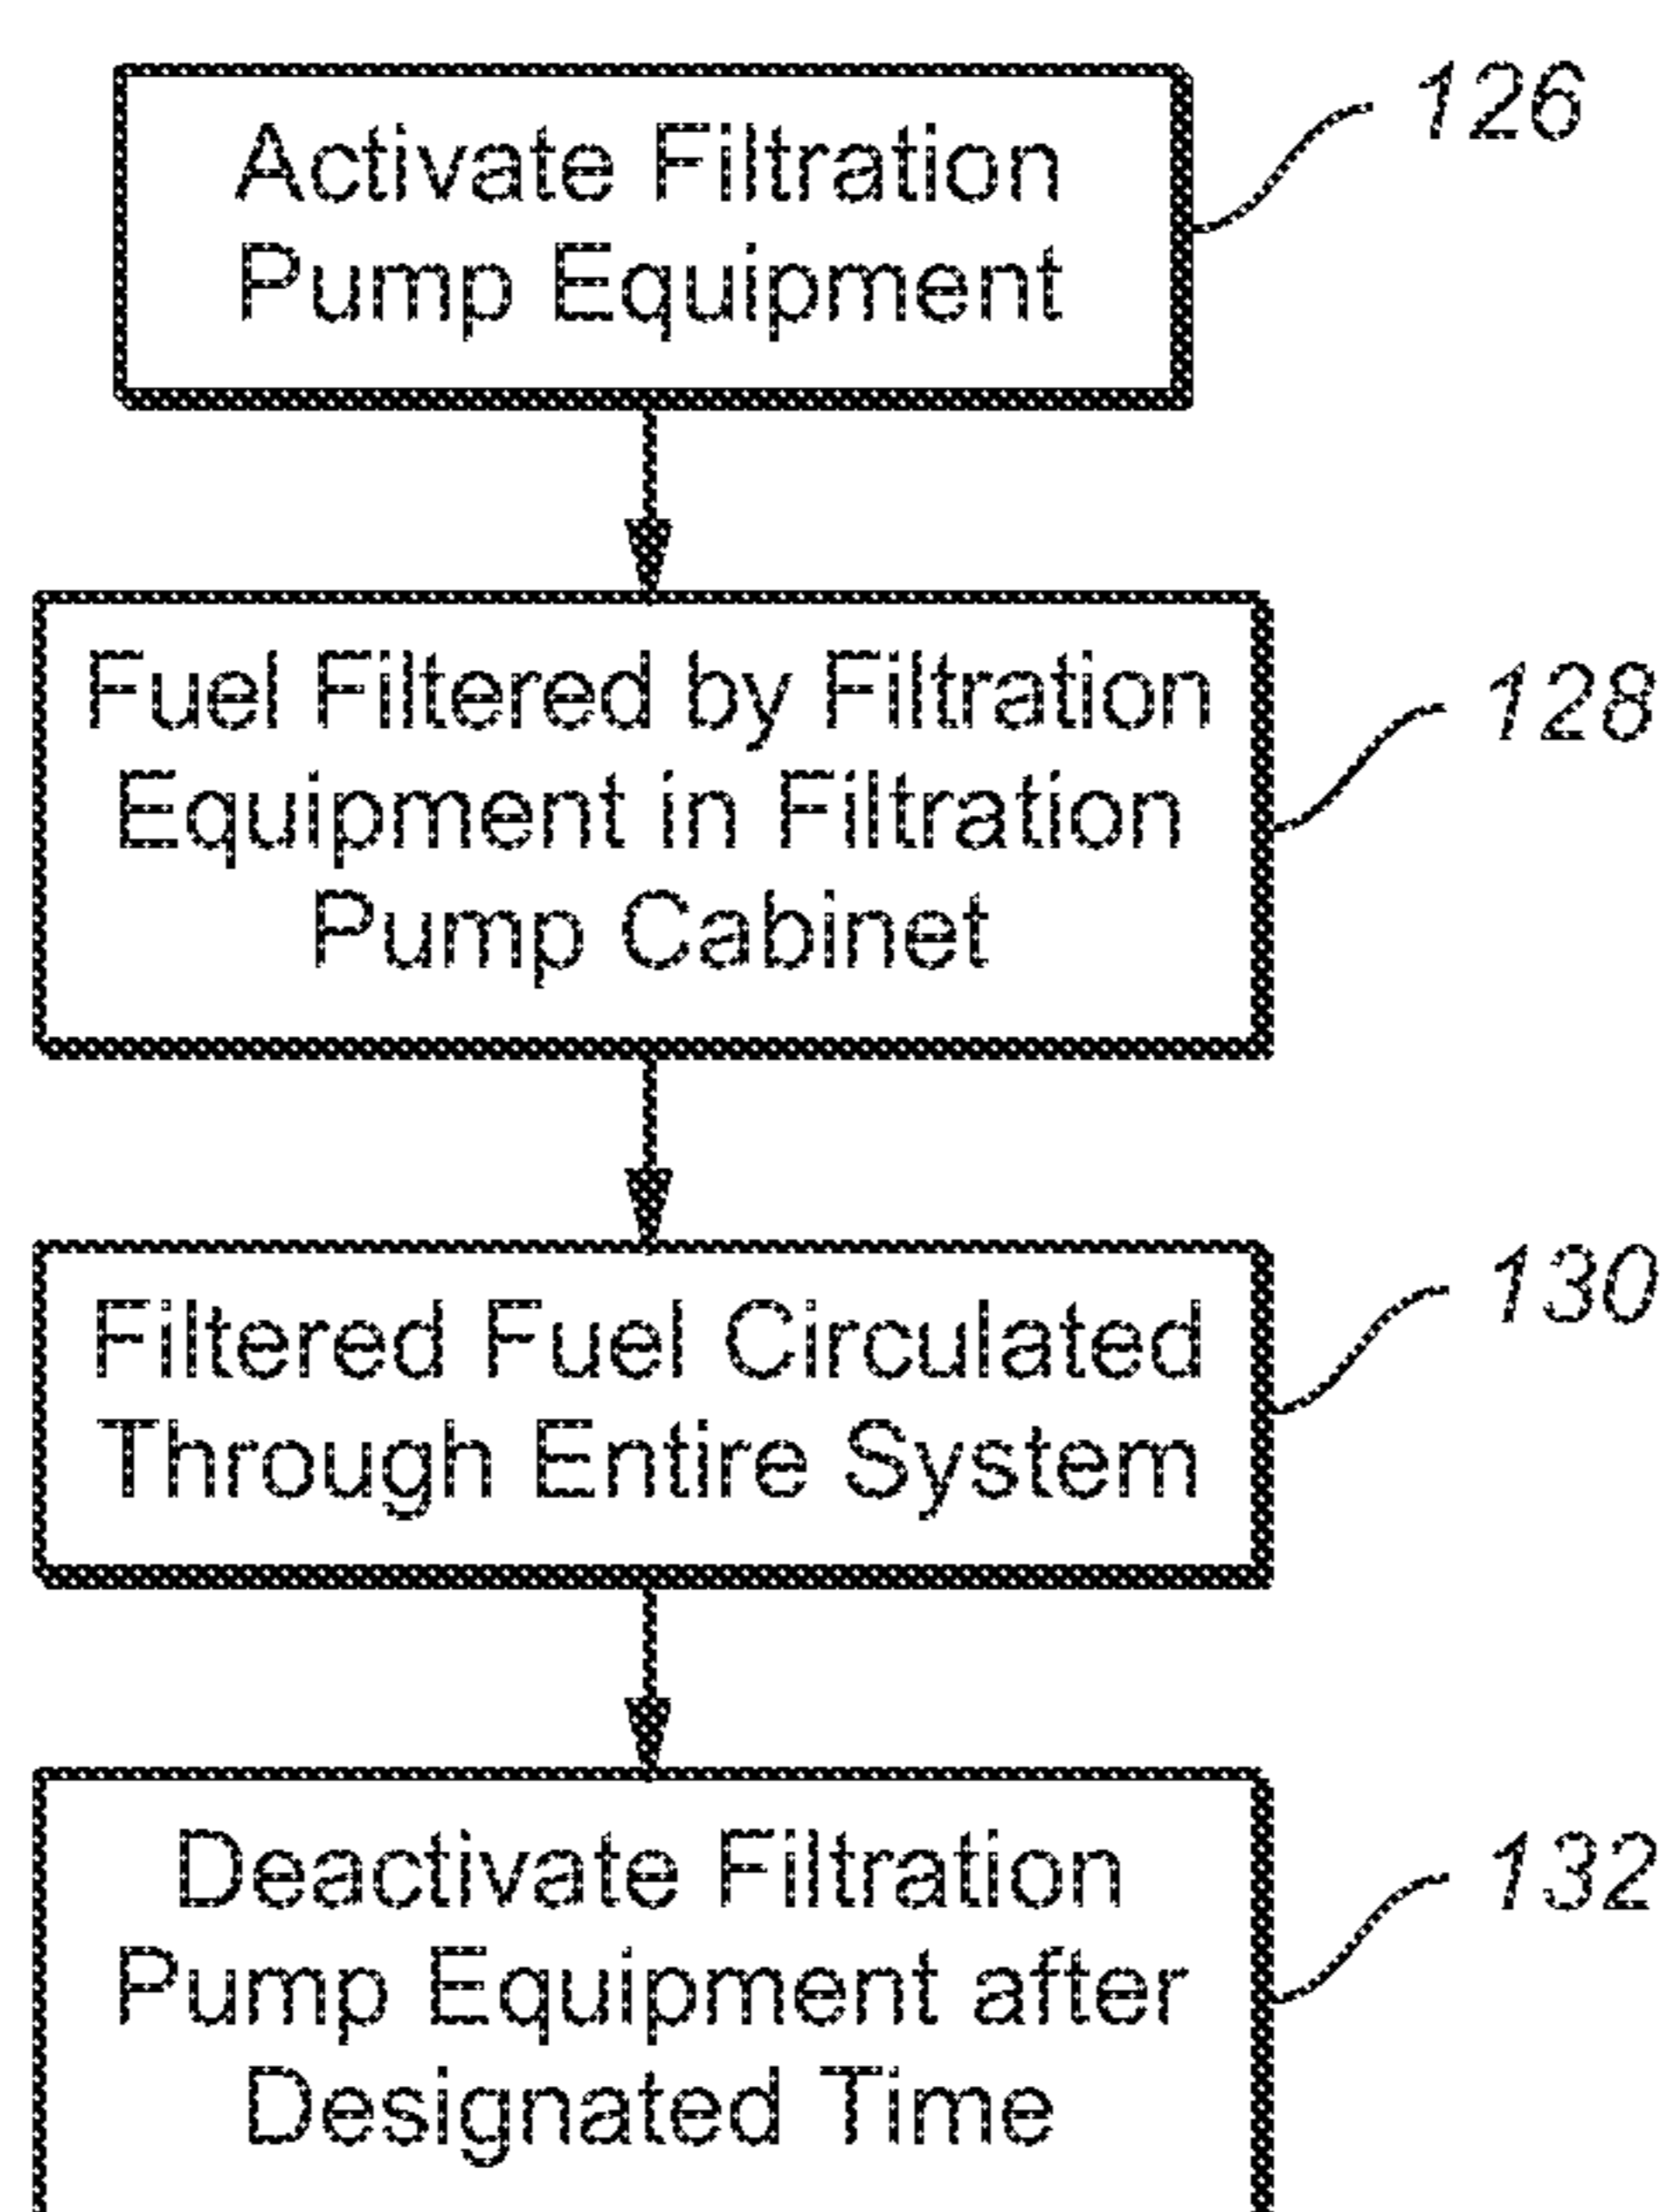 Activate Filtration
Pump Equipment
126
Fuel Filtered by Filtration
Equipment in Filtration
Pump Cabinet
128
Filtered Fuel Circulated
Through Entire System
130
Deactivate Filtration
Pump Equipment after
Designated Time
132